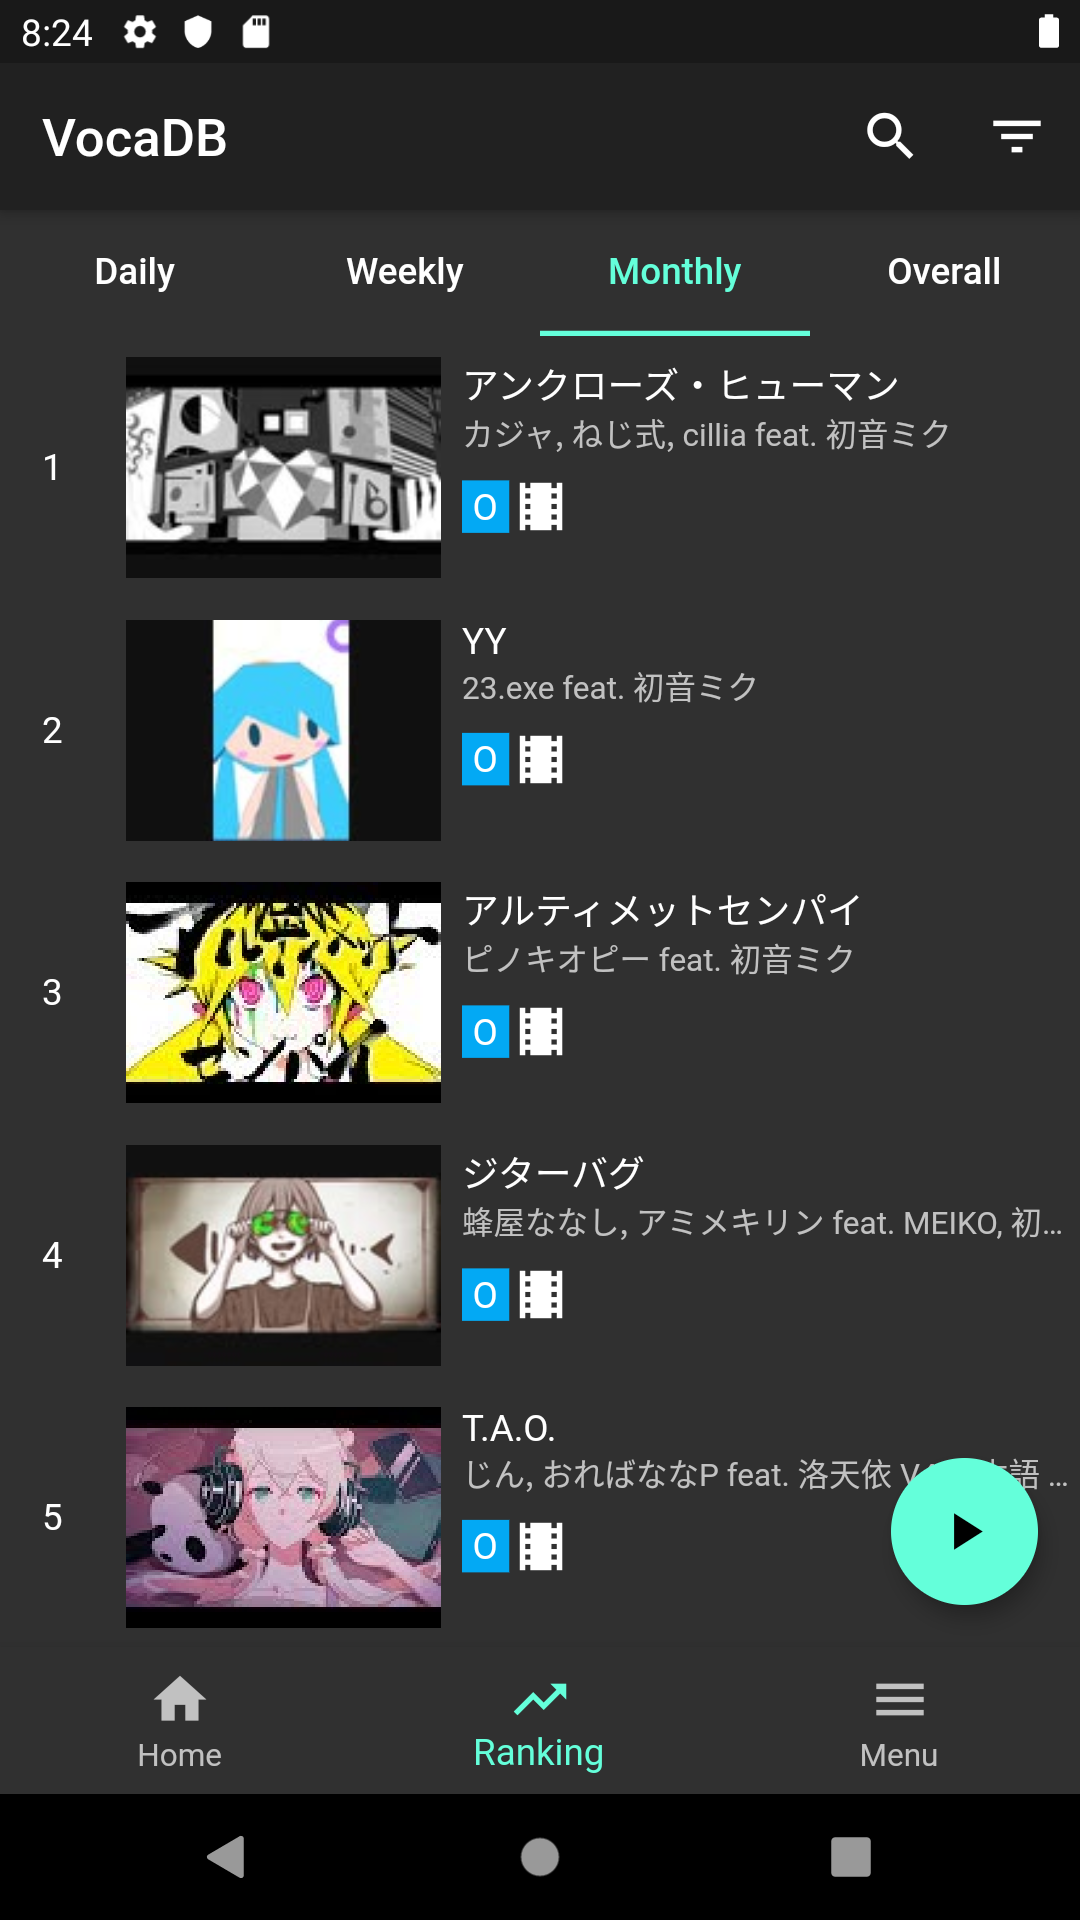 8:24
VocaDB
Daily Weekly Monthly Overall
1
アンクローズ・ヒューマン
カジャ, ねじ式, cillia feat. 初音ミク
O
2
YY
23.exe feat. 初音ミク
O
3
アルティメットセンパイ
ピノキオピー feat. 初音ミク
O
4
ジターバグ
蜂屋ななし, アミメキリン feat. MEIKO, 初…
O
5
T.A.O.
じん, おればななP feat. 洛天依
O
Home Ranking Menu